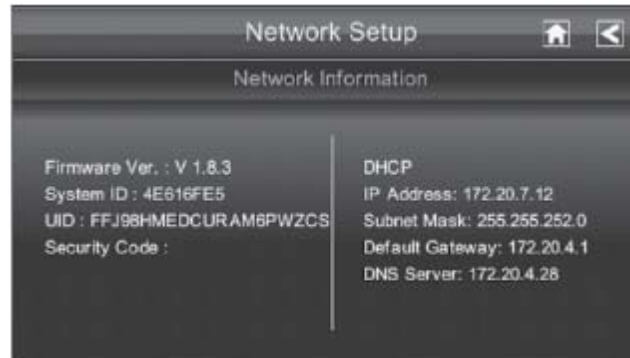 Network Setup
Network Information
Firmware Ver. : V 1.8.3
System ID : 4E616FE5
UID : FFJ98HMEDCURAM6PWZCS
Security Code :
DHCP
IP Address: 172.20.7.12
Subnet Mask: 255.255.252.0
Default Gateway: 172.20.4.1
DNS Server: 172.20.4.28